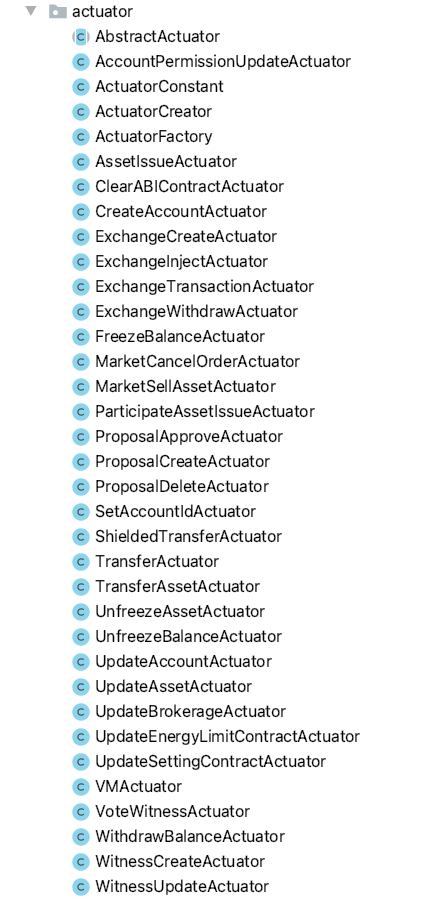 actuator
AbstractActuator
AccountPermissionUpdateActuator
ActuatorConstant
ActuatorCreator
ActuatorFactory
AssetIssueActuator
ClearABIContractActuator
CreateAccountActuator
ExchangeCreateActuator
ExchangeInjectActuator
ExchangeTransactionActuator
ExchangeWithdrawActuator
FreezeBalanceActuator
MarketCancelOrderActuator
MarketSellAssetActuator
ParticipateAssetIssueActuator
ProposalApproveActuator
ProposalCreateActuator
ProposalDeleteActuator
SetAccountIdActuator
ShieldedTransferActuator
TransferActuator
TransferAssetActuator
UnfreezeAssetActuator
UnfreezeBalanceActuator
UpdateAccountActuator
UpdateAssetActuator
UpdateBrokerageActuator
UpdateEnergyLimitContractActuator
UpdateSettingContractActuator
VMActuator
VoteWitnessActuator
WithdrawBalanceActuator
WitnessCreateActuator
WitnessUpdateActuator